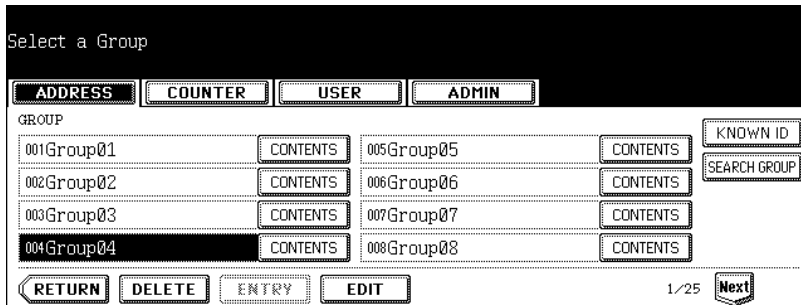 Select a Group
ADDRESS COUNTER USER ADMIN
GROUP
001Group01 CONTENTS 005Group05 CONTENTS KNOWN ID
002Group02 CONTENTS 006Group06 CONTENTS SEARCH GROUP
003Group03 CONTENTS 007Group07 CONTENTS
004Group04 CONTENTS 008Group08 CONTENTS
RETURN DELETE ENTRY EDIT 1/25 Next